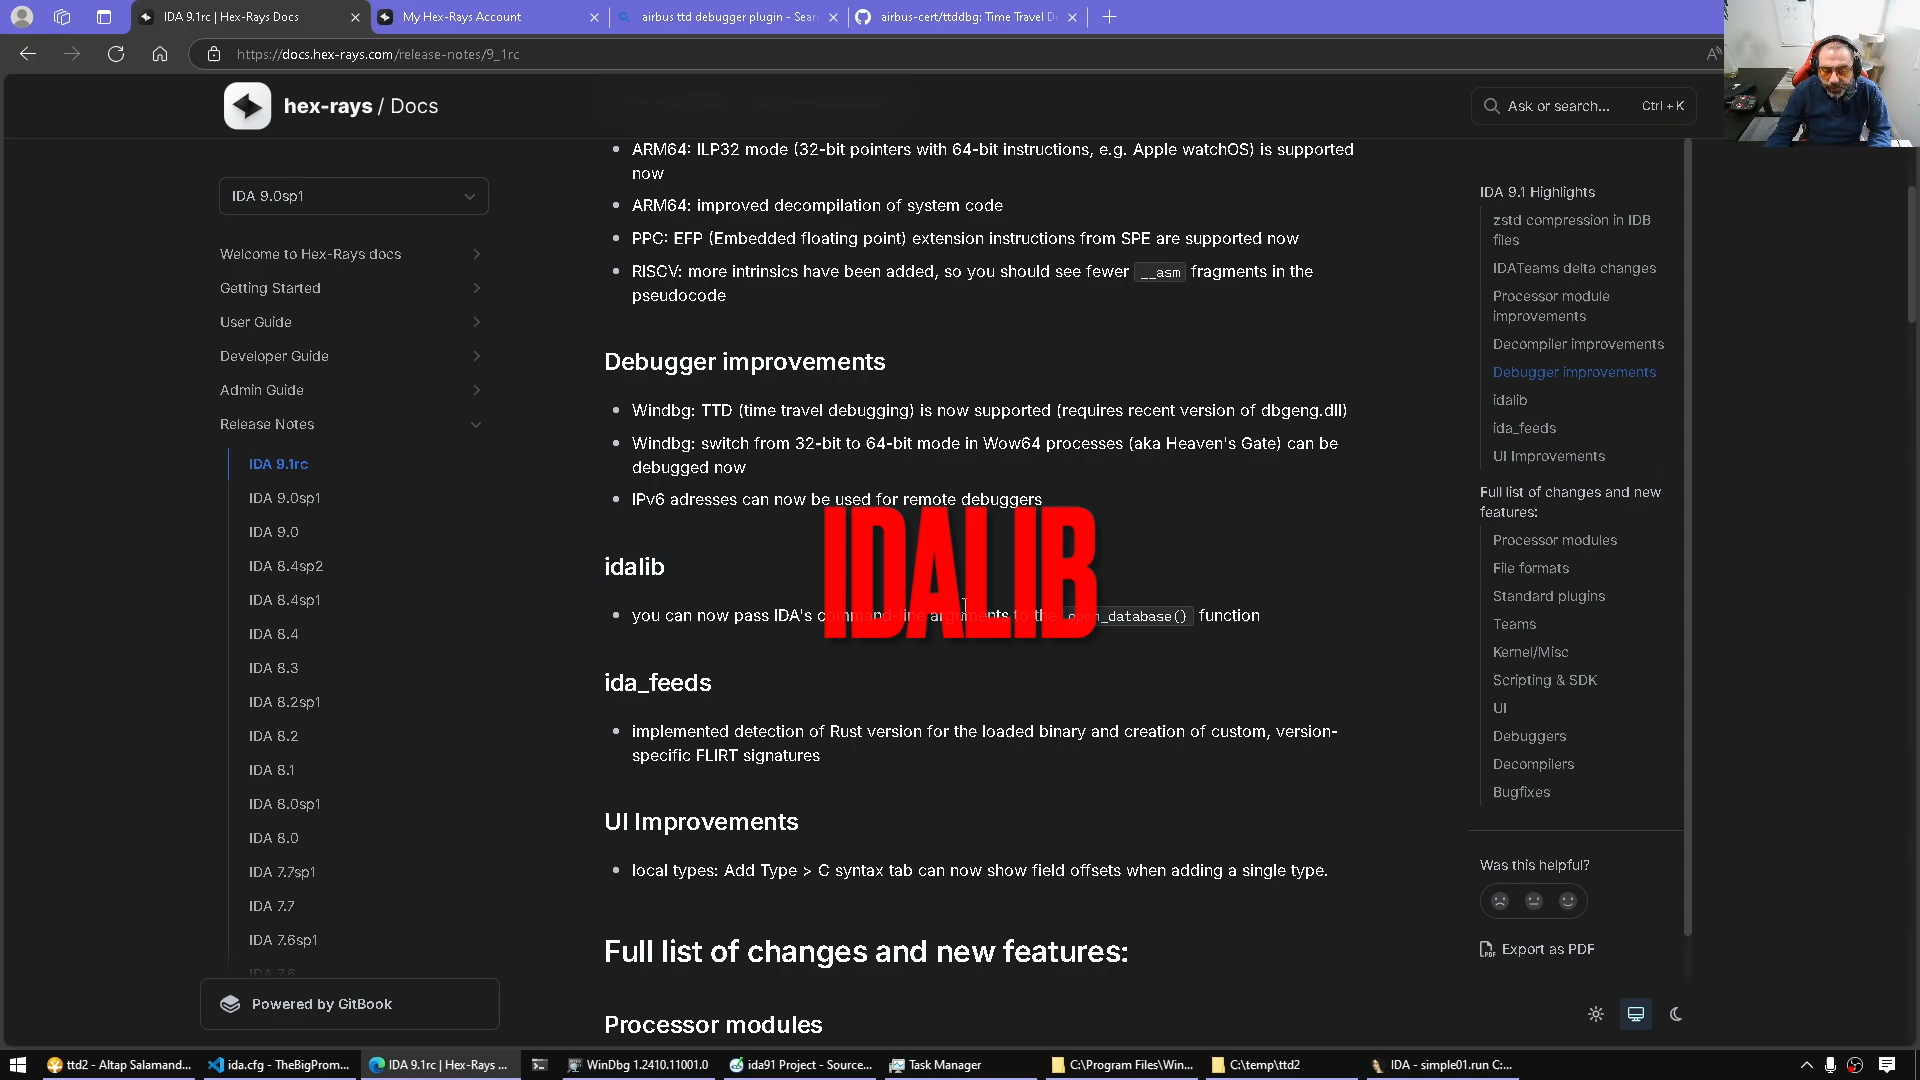 IDA 9.1rc | Hex-Rays Docs
My Hex-Rays Account
airbus ttd debugger plugin - Sear
airbus-cert/ttddbg: Time Travel D
https://docs.hex-rays.com/release-notes/9_1rc
hex-rays / Docs
Ask or search...
Ctrl + K
IDA 9.0sp1
Welcome to Hex-Rays docs
Getting Started
User Guide
Developer Guide
Admin Guide
Release Notes
IDA 9.1rc
IDA 9.0sp1
IDA 9.0
IDA 8.4sp2
IDA 8.4sp1
IDA 8.4
IDA 8.3
IDA 8.2sp1
IDA 8.2
IDA 8.1
IDA 8.0sp1
IDA 8.0
IDA 7.7sp1
IDA 7.7
IDA 7.6sp1
IDA 7.6
Powered by GitBook
ARM64: ILP32 mode (32-bit pointers with 64-bit instructions, e.g. Apple watchOS) is supported
now
ARM64: improved decompilation of system code
PPC: EFP (Embedded floating point) extension instructions from SPE are supported now
RISCV: more intrinsics have been added, so you should see fewer __asm fragments in the
pseudocode
Debugger improvements
Windbg: TTD (time travel debugging) is now supported (requires recent version of dbgeng.dll)
Windbg: switch from 32-bit to 64-bit mode in Wow64 processes (aka Heaven's Gate) can be
debugged now
IPv6 adresses can now be used for remote debuggers
IDALIB
idalib
you can now pass IDA's command-line arguments to the open_database() function
ida_feeds
implemented detection of Rust version for the loaded binary and creation of custom, version-
specific FLIRT signatures
UI Improvements
local types: Add Type > C syntax tab can now show field offsets when adding a single type.
Full list of changes and new features:
Processor modules
IDA 9.1 Highlights
zstd compression in IDB
files
IDATeams delta changes
Processor module
improvements
Decompiler improvements
Debugger improvements
idalib
ida_feeds
UI Improvements
Full list of changes and new
features:
Processor modules
File formats
Standard plugins
Teams
Kernel/Misc
Scripting & SDK
UI
Debuggers
Decompilers
Bugfixes
Was this helpful?
Export as PDF
ttd2 - Altap Salamand...
ida.cfg - TheBigProm...
IDA 9.1rc | Hex-Rays ...
WinDbg 1.2410.11001.0
ida91 Project - Source...
Task Manager
C:\Program Files\Win...
C:\temp\ttd2
IDA - simple01.run C:...